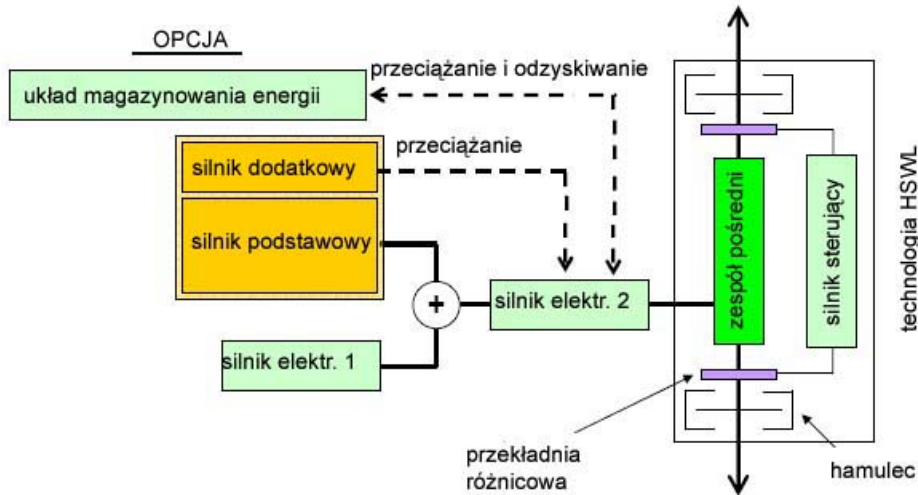 OPCJA
przeciążanie i odzyskiwanie
układ magazynowania energii
silnik dodatkowy
przeciążanie
silnik podstawowy
+
silnik elektr. 2
silnik elektr. 1
zespół pośredni
silnik sterujący
technologia HSWL
przekładnia
różnicowa
hamulec